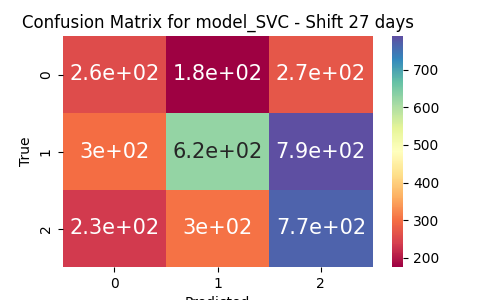 Confusion Matrix for model_SVC - Shift 27 days
0 2.6e+02 1.8e+02 2.7e+02
1 3e+02 6.2e+02 7.9e+02
2 2.3e+02 3e+02 7.7e+02
0 1 2
True
Predicted
700
600
500
400
300
200